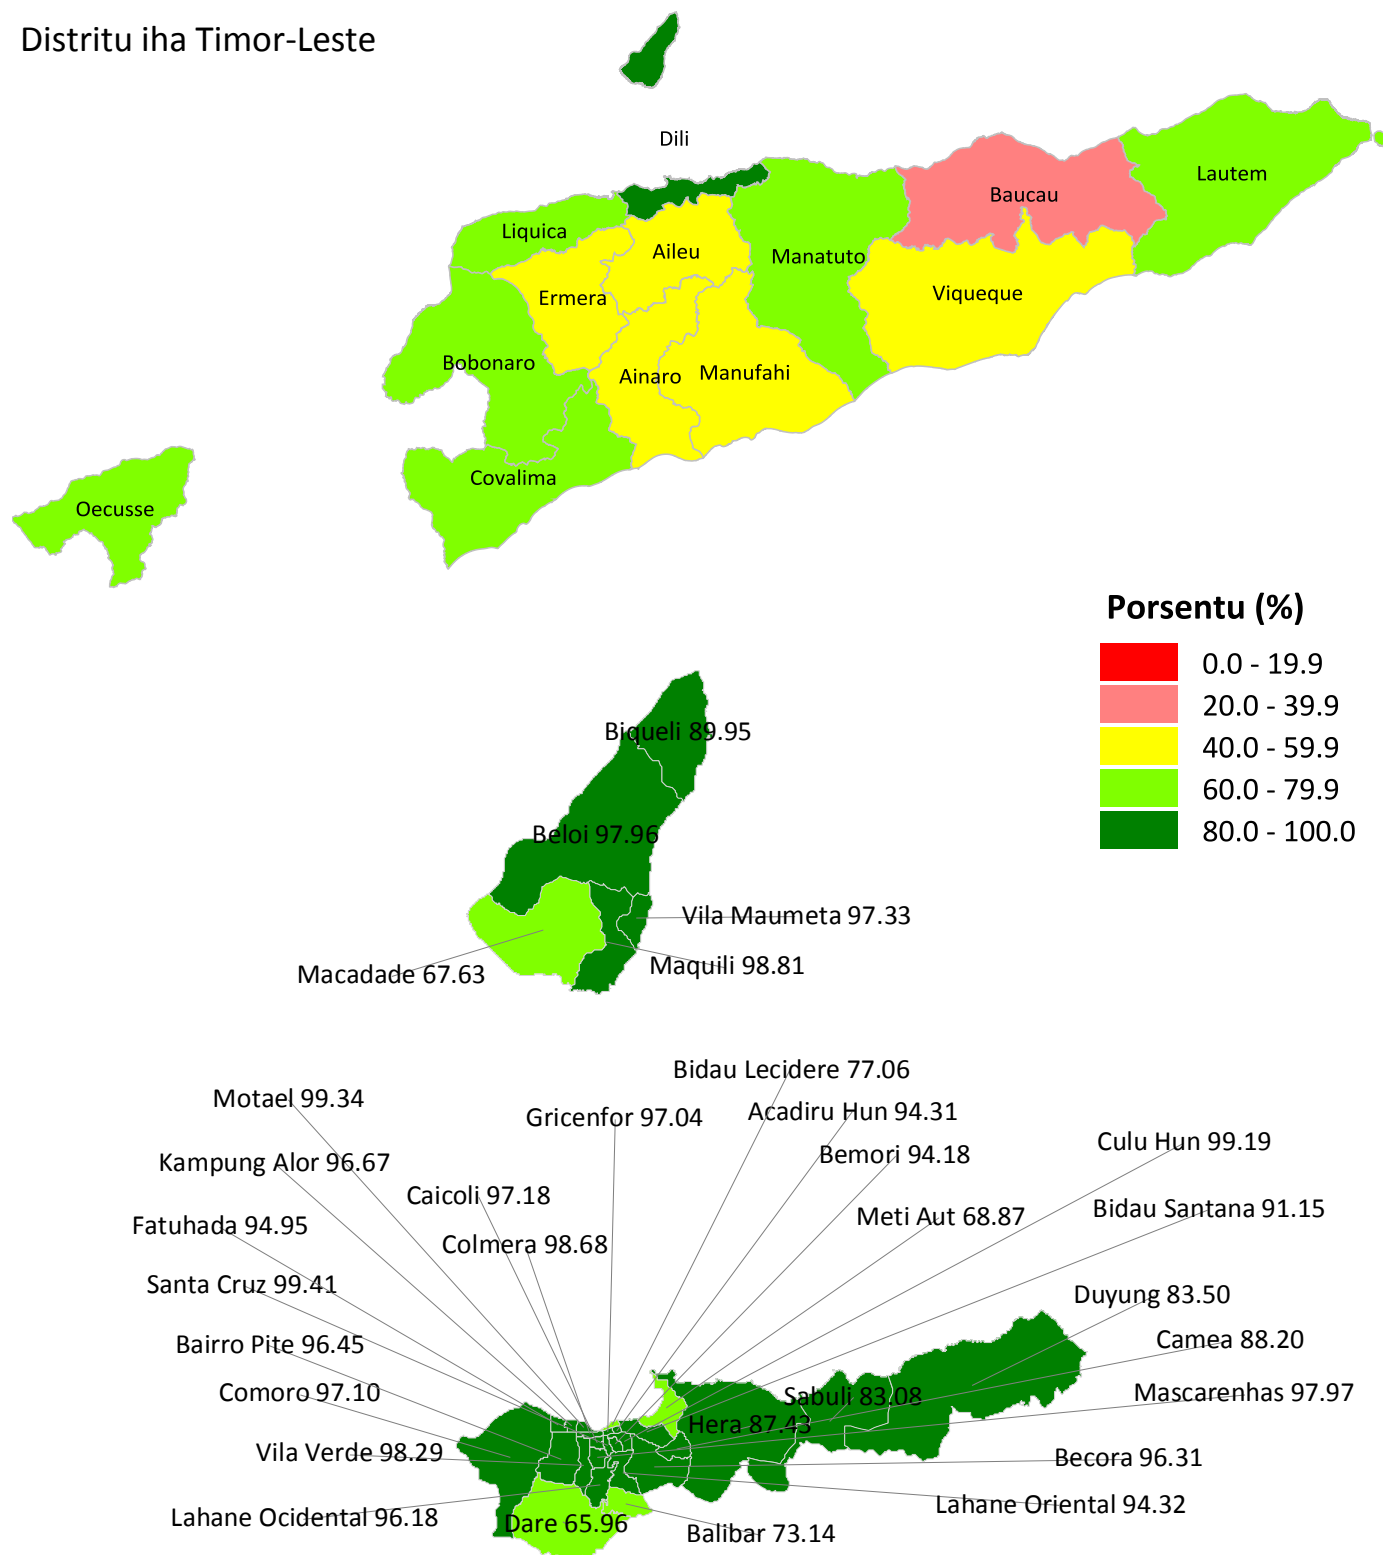 Distritu iha Timor-Leste
Dili
Lautem
Baucau
Liquica
Aileu
Manatuto
Viqueque
Ermera
Bobonaro
Ainaro
Manufahi
Covalima
Oecusse
Porsentu (%)
0.0 - 19.9
20.0 - 39.9
40.0 - 59.9
60.0 - 79.9
80.0 - 100.0
Biqueli 89.95
Beloi 97.96
Vila Maumeta 97.33
Maquili 98.81
Macadade 67.63
Bidau Lecidere 77.06
Motael 99.34
Gricenfor 97.04
Acadiru Hun 94.31
Culu Hun 99.19
Bemori 94.18
Kampung Alor 96.67
Caicoli 97.18
Bidau Santana 91.15
Meti Aut 68.87
Fatuhada 94.95
Colmera 98.68
Santa Cruz 99.41
Duyung 83.50
Bairro Pite 96.45
Camea 88.20
Comoro 97.10
Sabuli 83.08
Mascarenhas 97.97
Hera 87.43
Vila Verde 98.29
Becora 96.31
Lahane Oriental 94.32
Lahane Ocidental 96.18
Dare 65.96
Balibar 73.14